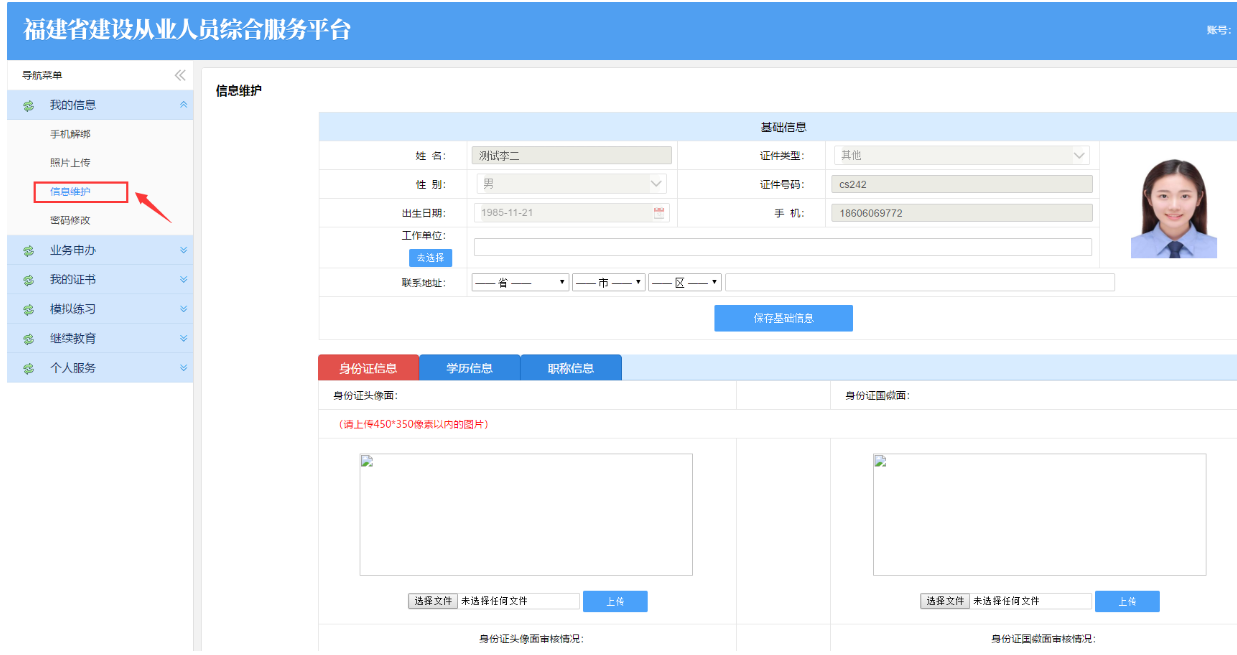 福建省建设从业人员综合服务平台
账号:
导航菜单
信息维护
我的信息
手机解绑
照片上传
信息维护
密码修改
业务申办
我的证书
模拟练习
继续教育
个人服务
基础信息
姓 名: 测试李二 证件类型: 其他
性 别: 男 证件号码: cs242
出生日期: 1985-11-21 手 机: 18606069772
工作单位:
去选择
联系地址: —— 省 —— —— 市 —— —— 区 ——
保存基础信息
身份证信息 学历信息 职称信息
身份证头像面: 身份证国徽面:
(请上传450*350像素以内的图片)
选择文件 未选择任何文件 上传 选择文件 未选择任何文件 上传
身份证头像面审核情况: 身份证国徽面审核情况: